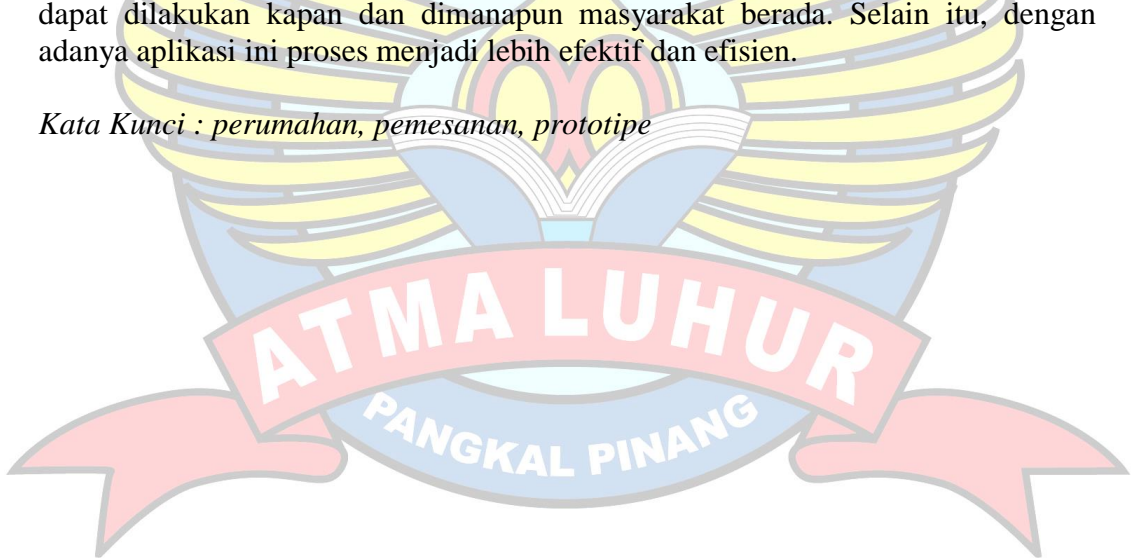 dapat dilakukan kapan dan dimanapun masyarakat berada. Selain itu, dengan
adanya aplikasi ini proses menjadi lebih efektif dan efisien.
Kata Kunci : perumahan, pemesanan, prototipe
ATMA LUHUR
PANGKAL PINANG